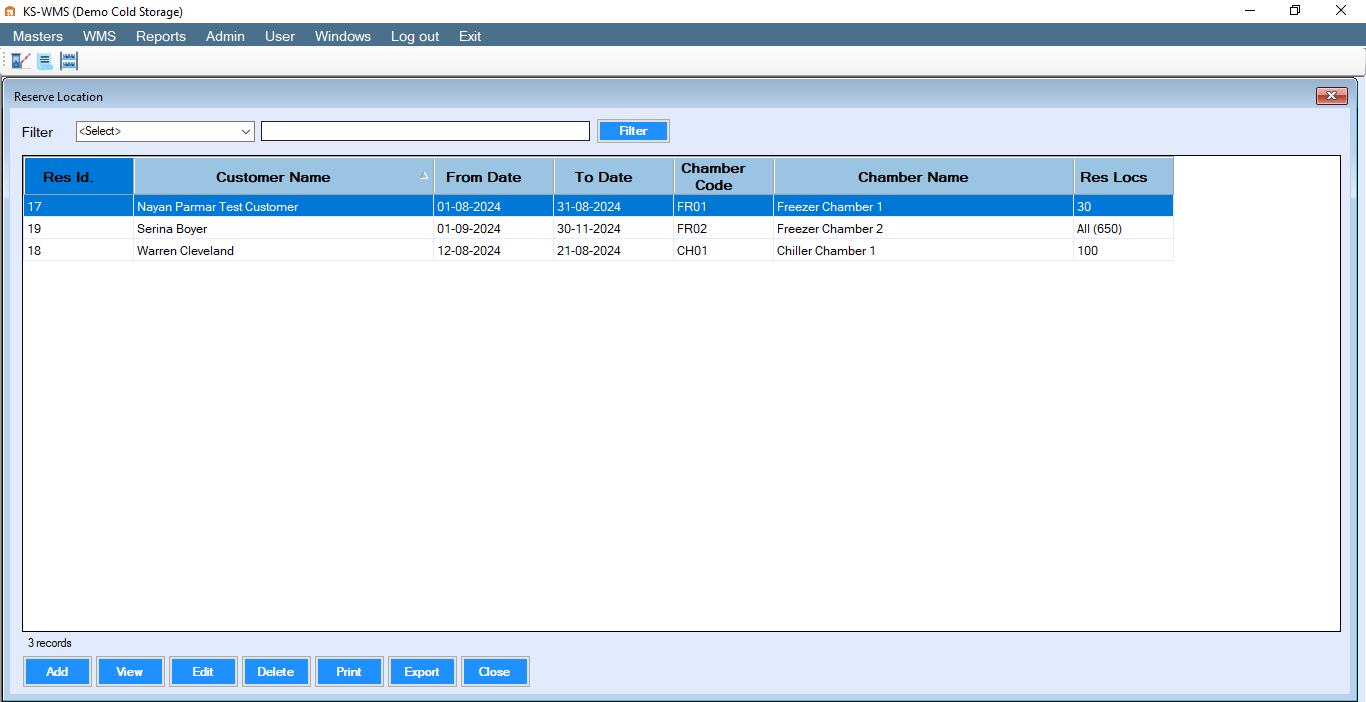 KS-WMS (Demo Cold Storage)
Masters WMS Reports Admin User Windows Log out Exit
Reserve Location
Filter <Select> Filter
Res Id. Customer Name From Date To Date Chamber Code Chamber Name Res Locs
17 Nayan Parmar Test Customer 01-08-2024 31-08-2024 FR01 Freezer Chamber 1 30
19 Serina Boyer 01-09-2024 30-11-2024 FR02 Freezer Chamber 2 All (650)
18 Warren Cleveland 12-08-2024 21-08-2024 CH01 Chiller Chamber 1 100
3 records
Add View Edit Delete Print Export Close